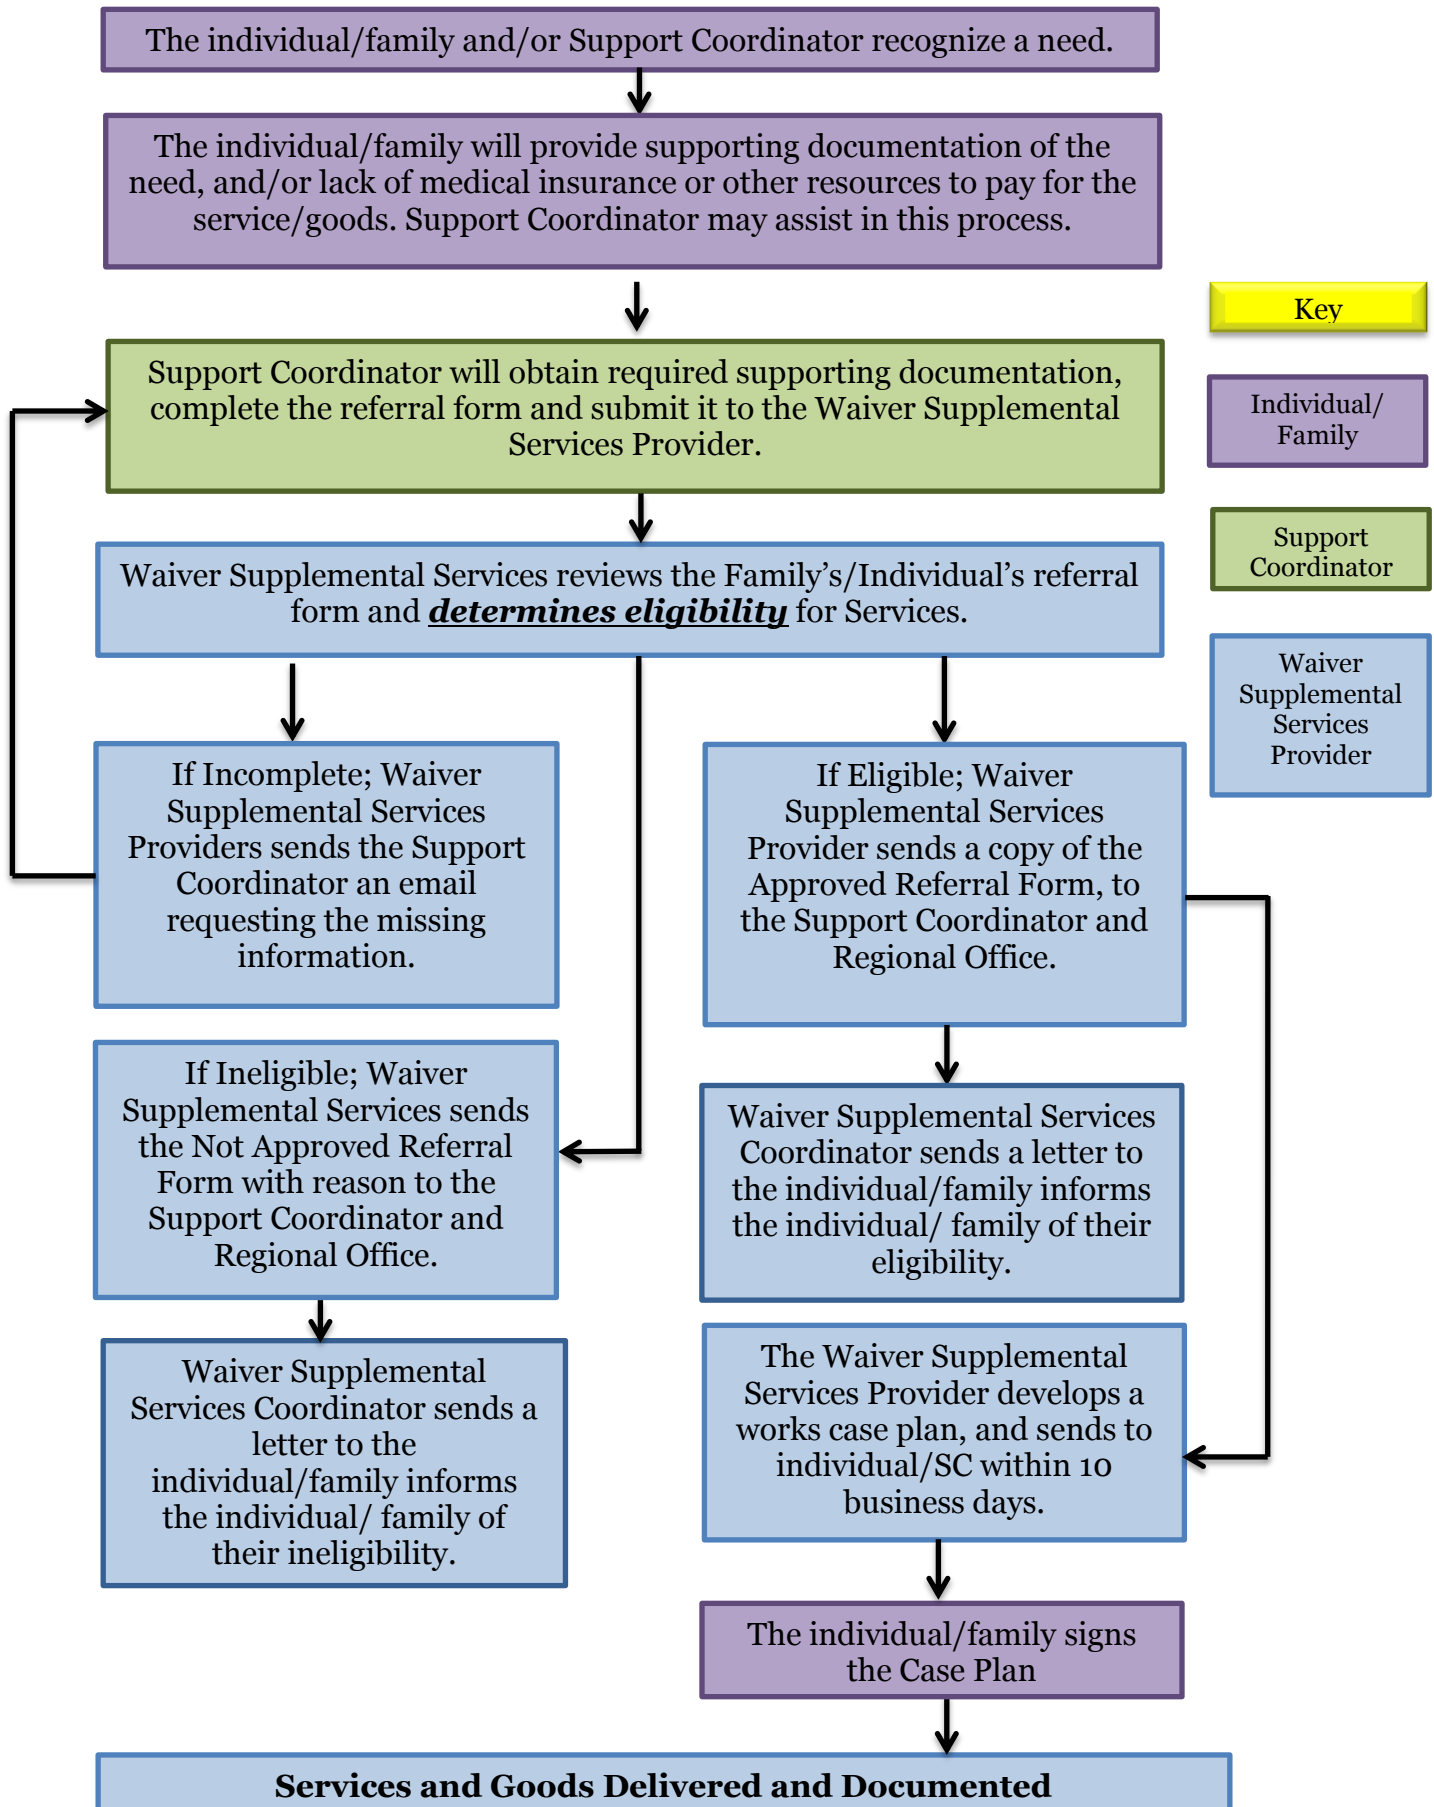 The individual/family and/or Support Coordinator recognize a need.
The individual/family will provide supporting documentation of the
need, and/or lack of medical insurance or other resources to pay for the
service/goods. Support Coordinator may assist in this process.
Key
Support Coordinator will obtain required supporting documentation,
complete the referral form and submit it to the Waiver Supplemental
Services Provider.
Individual/
Family
Support
Coordinator
Waiver Supplemental Services reviews the Family’s/Individual’s referral
form and determines eligibility for Services.
Waiver
Supplemental
Services
Provider
If Incomplete; Waiver
Supplemental Services
Providers sends the Support
Coordinator an email
requesting the missing
information.
If Eligible; Waiver
Supplemental Services
Provider sends a copy of the
Approved Referral Form, to
the Support Coordinator and
Regional Office.
If Ineligible; Waiver
Supplemental Services sends
the Not Approved Referral
Form with reason to the
Support Coordinator and
Regional Office.
Waiver Supplemental Services
Coordinator sends a letter to
the individual/family informs
the individual/ family of their
eligibility.
Waiver Supplemental
Services Coordinator sends a
letter to the
individual/family informs
the individual/ family of
their ineligibility.
The Waiver Supplemental
Services Provider develops a
works case plan, and sends to
individual/SC within 10
business days.
The individual/family signs
the Case Plan
Services and Goods Delivered and Documented